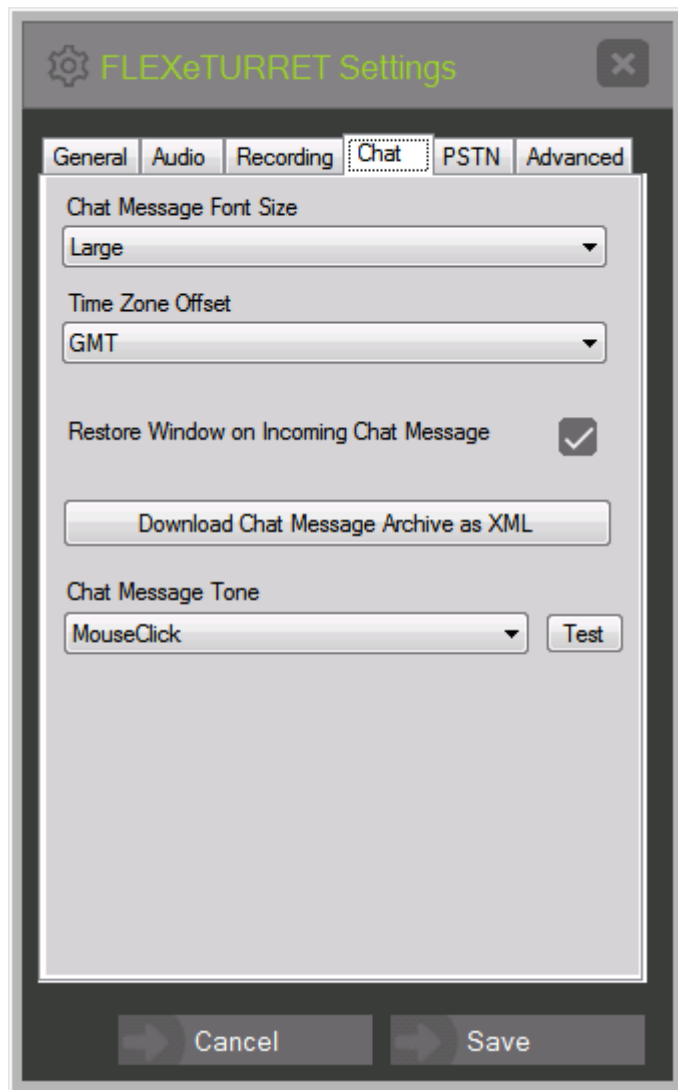 FLEXeTURRET Settings
General Audio Recording Chat PSTN Advanced
Chat Message Font Size
Large
Time Zone Offset
GMT
Restore Window on Incoming Chat Message
Download Chat Message Archive as XML
Chat Message Tone
MouseClick Test
Cancel Save